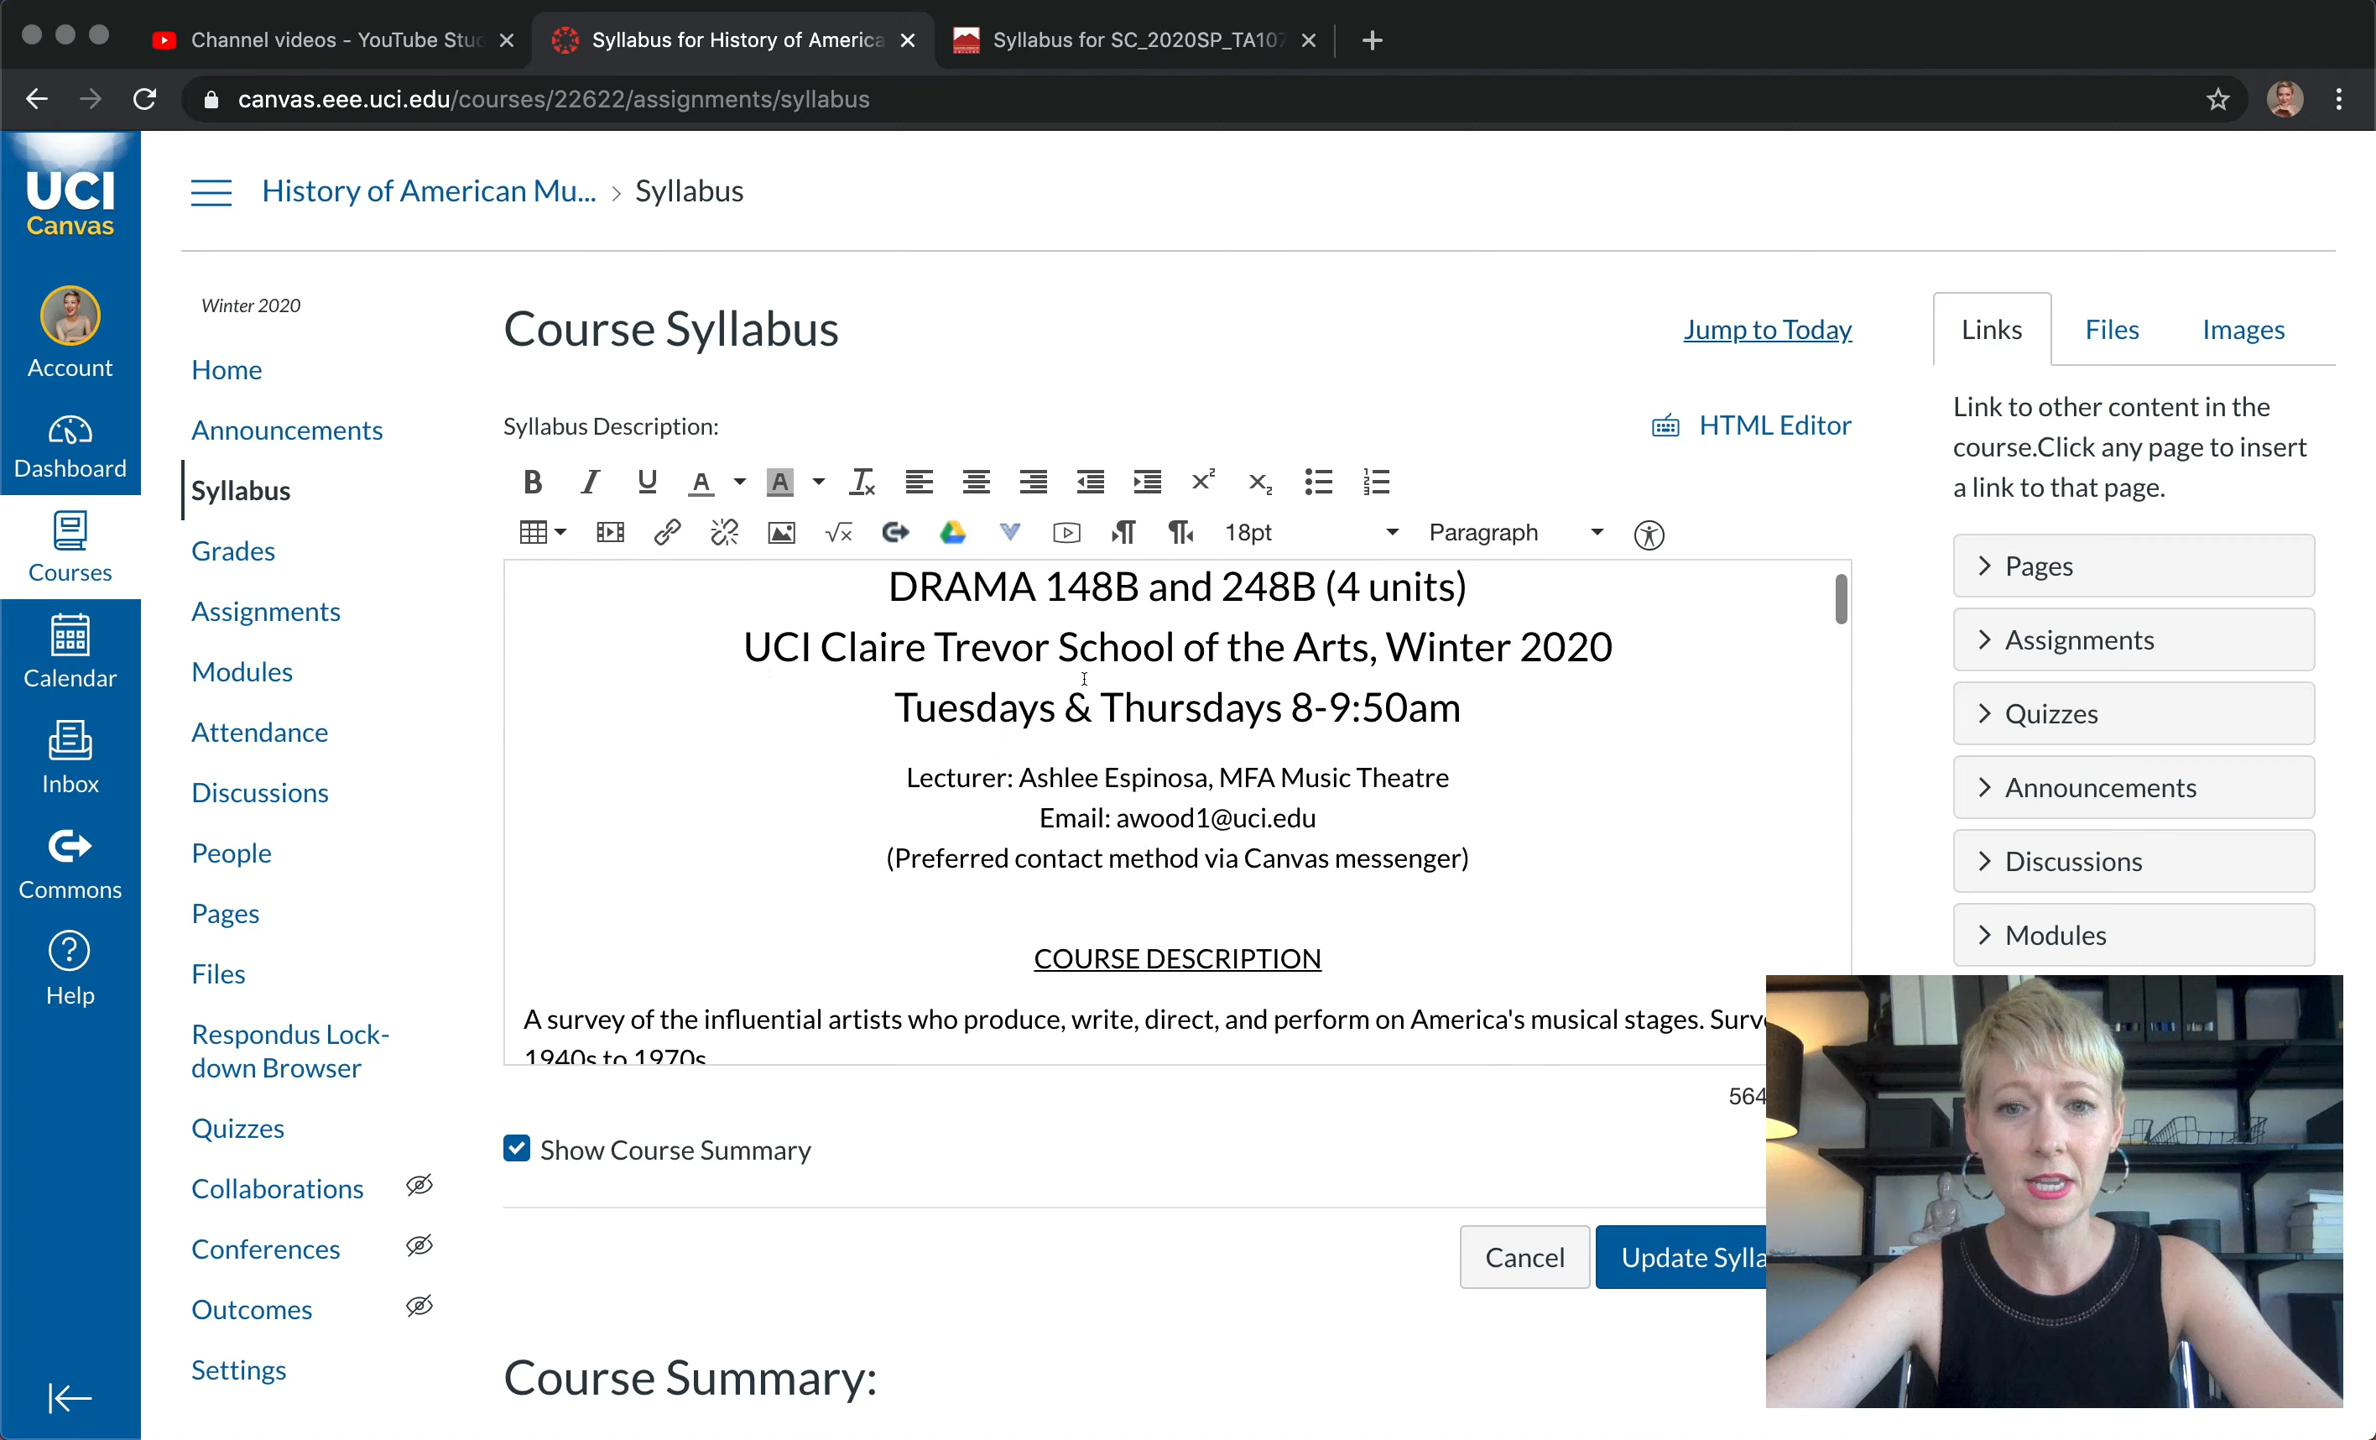 Channel videos - YouTube Stu
Syllabus for History of America
Syllabus for SC_2020SP_TA107
canvas.eee.uci.edu/courses/22622/assignments/syllabus
UCI
Canvas
Account
Dashboard
Courses
Calendar
Inbox
Commons
Help
History of American Mu... > Syllabus
Winter 2020
Home
Announcements
Syllabus
Grades
Assignments
Modules
Attendance
Discussions
People
Pages
Files
Respondus Lock-
down Browser
Quizzes
Collaborations
Conferences
Outcomes
Settings
Course Syllabus
Jump to Today
Syllabus Description:
HTML Editor
18pt
Paragraph
DRAMA 148B and 248B (4 units)
UCI Claire Trevor School of the Arts, Winter 2020
Tuesdays & Thursdays 8-9:50am
Lecturer: Ashlee Espinosa, MFA Music Theatre
Email: awood1@uci.edu
(Preferred contact method via Canvas messenger)
COURSE DESCRIPTION
A survey of the influential artists who produce, write, direct, and perform on America's musical stages. Surv
1940s to 1970s
564
Show Course Summary
Cancel
Update Sylla
Course Summary:
Links
Files
Images
Link to other content in the
course.Click any page to insert
a link to that page.
Pages
Assignments
Quizzes
Announcements
Discussions
Modules